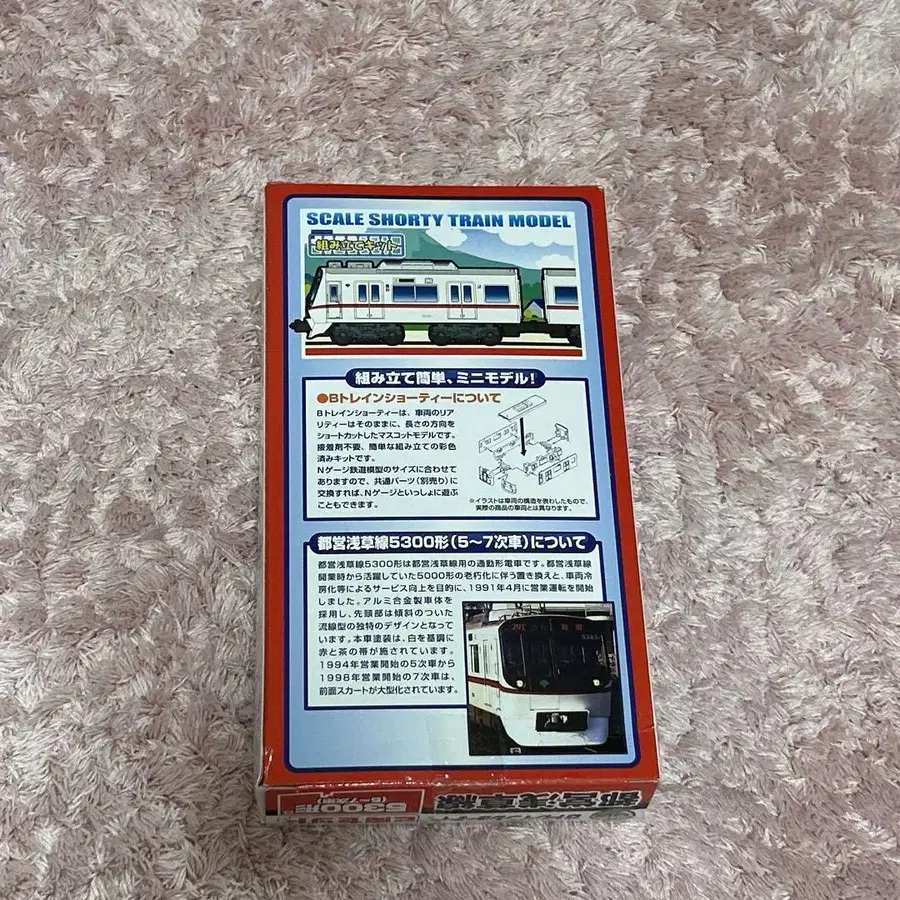 SCALE SHORTY TRAIN MODEL
組み立てキット
組み立て簡単、ミニモデル!
●Bトレインショーティーについて
Bトレインショーティーは、車両のリア
リティーはそのままに、長さの方向を
ショートカットしたマスコットモデルです。
接着剤不要、簡単な組み立ての彩色
済みキットです。
Nゲージ鉄道模型のサイズに合わせて
ありますので、共通パーツ(別売り)に
交換すれば、Nゲージといっしょに遊ぶ
こともできます。
※イラストは車両の構造を表わしたもので、
実際の商品の車両とは異なります。
都営浅草線5300形(5〜7次車)について
都営浅草線5300形は都営浅草線用の通勤形電車です。都営浅草線
開業時から活躍していた5000形の老朽化に伴う置き換えと、車両冷
房化等によるサービス向上を目的に、1991年4月に営業運転を開始
しました。アルミ合金製車体を
採用し、先頭部は傾斜のついた
流線型の独特のデザインとなって
います。本車塗装は、白を基調に
赤と茶の帯が施されています。
1994年営業開始の5次車から
1998年営業開始の7次車は、
前面スカートが大型化されています。
都営浅草線
5300形
(5〜7次車)